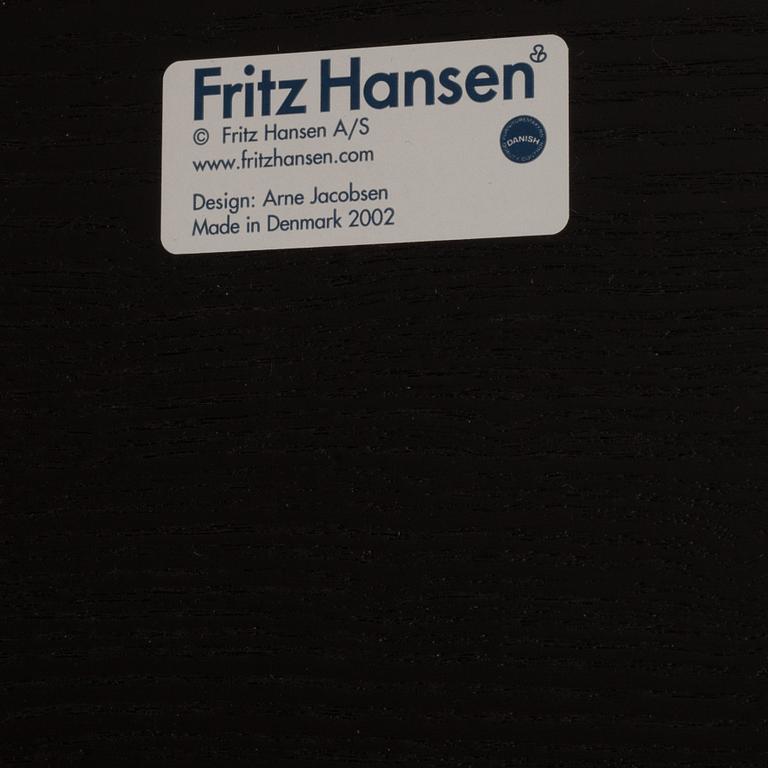 Fritz Hansen
© Fritz Hansen A/S
www.fritzhansen.com
DANISH
Design: Arne Jacobsen
Made in Denmark 2002